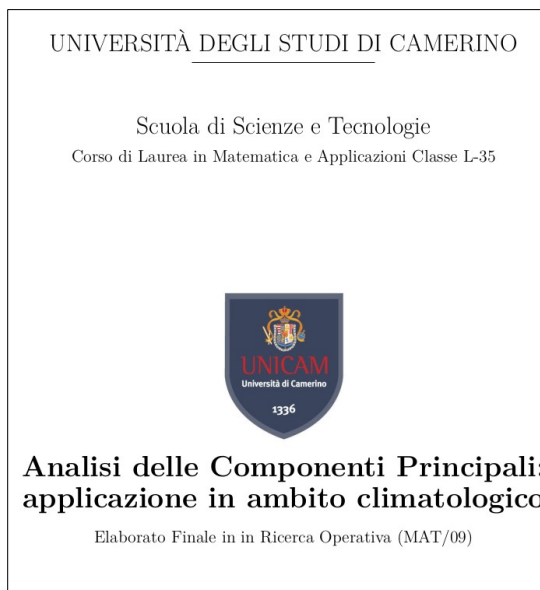 UNIVERSITÀ DEGLI STUDI DI CAMERINO
Scuola di Scienze e Tecnologie
Corso di Laurea in Matematica e Applicazioni Classe L-35
UNICAM
Università di Camerino
1336
Analisi delle Componenti Principali:
applicazione in ambito climatologico
Elaborato Finale in in Ricerca Operativa (MAT/09)